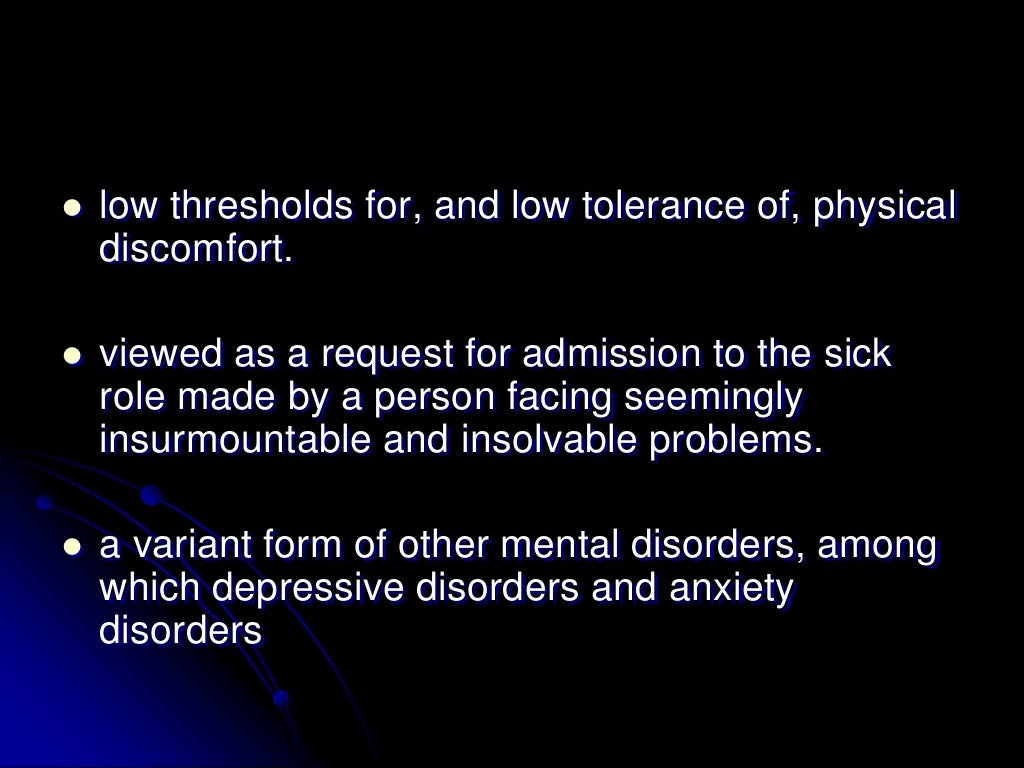 low thresholds for, and low tolerance of, physical
discomfort.
viewed as a request for admission to the sick
role made by a person facing seemingly
insurmountable and insolvable problems.
a variant form of other mental disorders, among
which depressive disorders and anxiety
disorders